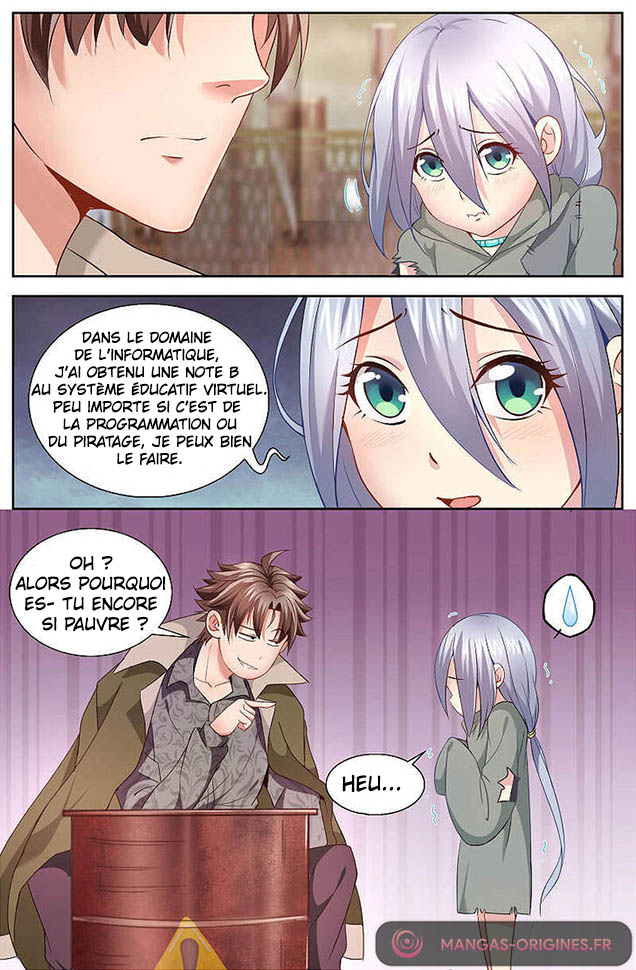 DANS LE DOMAINE
DE L'INFORMATIQUE,
J'AI OBTENU UNE NOTE B
AU SYSTÈME ÉDUCATIF VIRTUEL.
PEU IMPORTE SI C'EST DE
LA PROGRAMMATION OU
DU PIRATAGE, JE PEUX BIEN
LE FAIRE.
OH ?
ALORS POURQUOI
ES- TU ENCORE
SI PAUVRE ?
HEU...
MANGAS-ORIGINES.FR